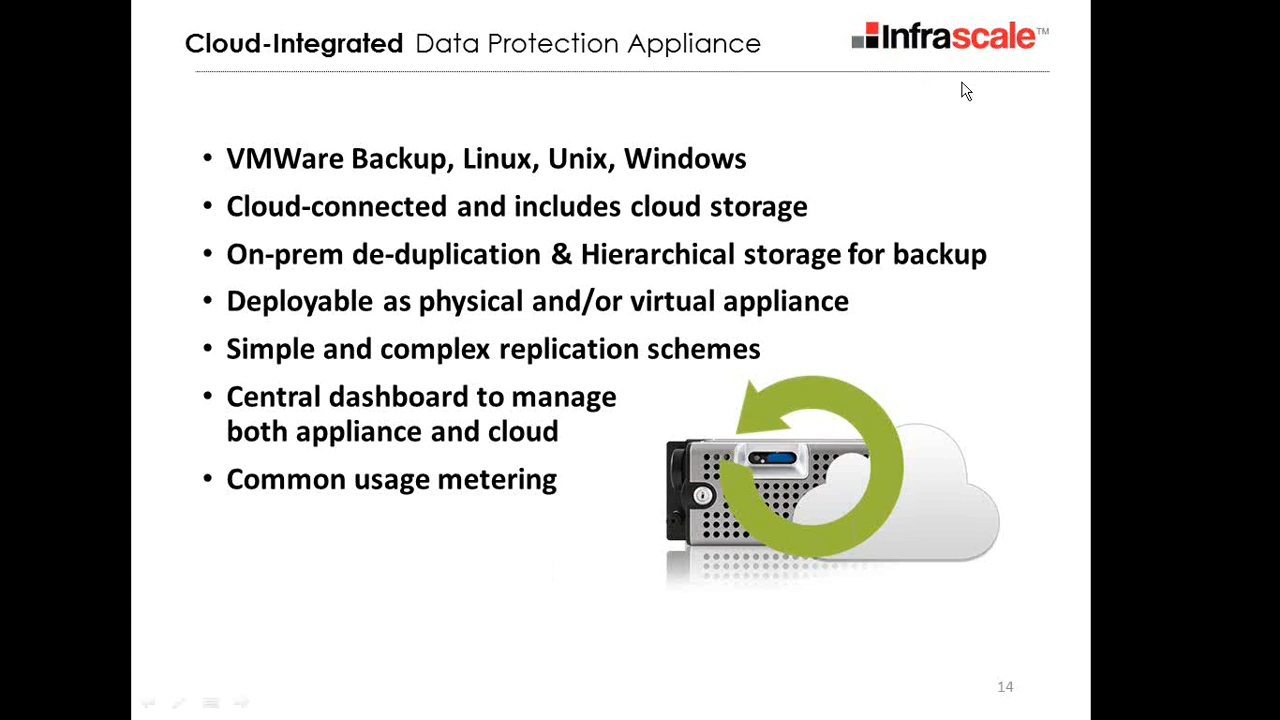 Cloud-Integrated Data Protection Appliance
Infrascale™
• VMWare Backup, Linux, Unix, Windows
• Cloud-connected and includes cloud storage
• On-prem de-duplication & Hierarchical storage for backup
• Deployable as physical and/or virtual appliance
• Simple and complex replication schemes
• Central dashboard to manage
both appliance and cloud
• Common usage metering
14